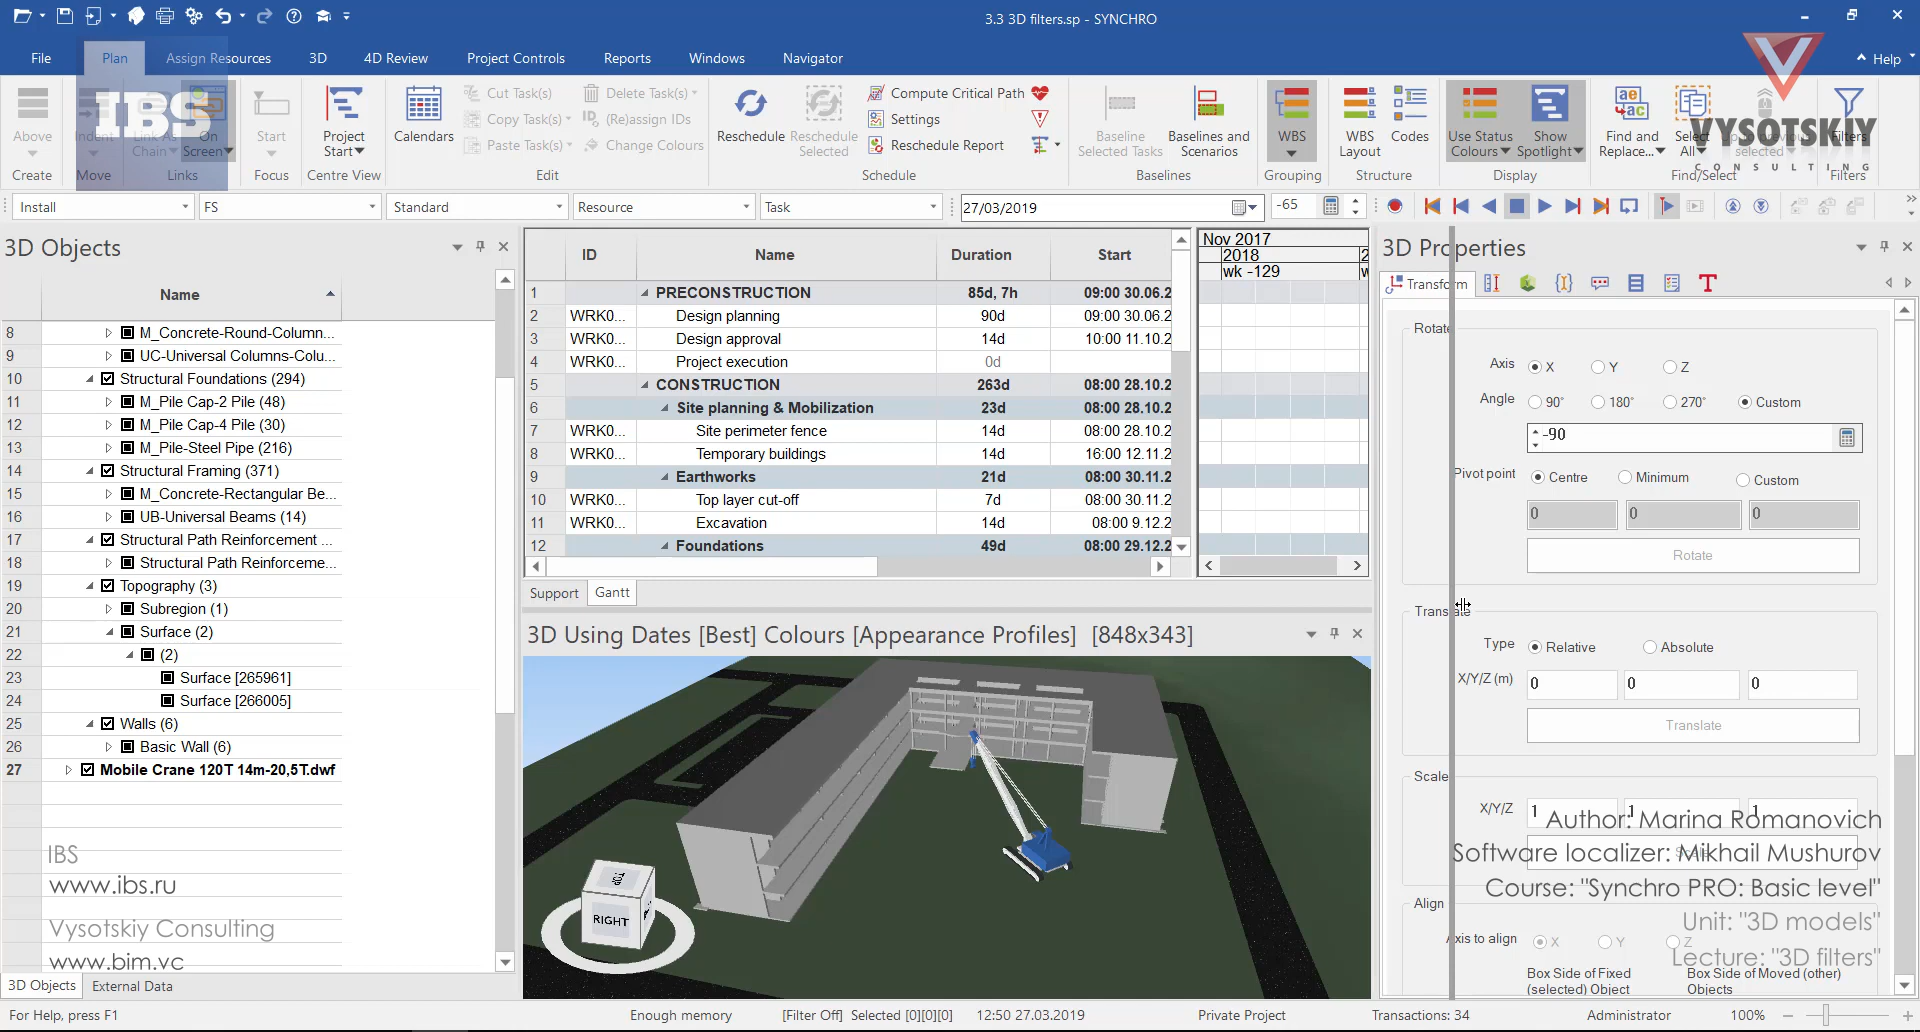 3.3 3D filters.sp - SYNCHRO
File Plan Assign Resources 3D 4D Review Project Controls Reports Windows Navigator Help
IBS
Above
Create
Indent
Move
Link As Chain
On Screen
Links
Start
Focus
Project Start
Centre View
Calendars
Cut Task(s)
Copy Task(s)
Paste Task(s)
Delete Task(s)
(Re)assign IDs
Change Colours
Edit
Reschedule
Reschedule Selected
Compute Critical Path
Settings
Reschedule Report
Schedule
Baseline Selected Tasks
Baselines and Scenarios
Baselines
WBS
Grouping
WBS Layout
Codes
Structure
Use Status Colours
Show Spotlight
Display
Find and Replace...
Select All
selected
Find/Select
Filters
Filters
VYSOTSKIY
CONSULTING
Install FS Standard Resource Task 27/03/2019 -65
3D Objects
Name
8 M_Concrete-Round-Column...
9 UC-Universal Columns-Colu...
10 Structural Foundations (294)
11 M_Pile Cap-2 Pile (48)
12 M_Pile Cap-4 Pile (30)
13 M_Pile-Steel Pipe (216)
14 Structural Framing (371)
15 M_Concrete-Rectangular Be...
16 UB-Universal Beams (14)
17 Structural Path Reinforcement ...
18 Structural Path Reinforceme...
19 Topography (3)
20 Subregion (1)
21 Surface (2)
22 (2)
23 Surface [265961]
24 Surface [266005]
25 Walls (6)
26 Basic Wall (6)
27 Mobile Crane 120T 14m-20,5T.dwf
IBS
www.ibs.ru
Vysotskiy Consulting
www.bim.vc
3D Objects External Data
ID Name Duration Start
1 PRECONSTRUCTION 85d, 7h 09:00 30.06.2
2 WRK0... Design planning 90d 09:00 30.06.2
3 WRK0... Design approval 14d 10:00 11.10.2
4 WRK0... Project execution 0d
5 CONSTRUCTION 263d 08:00 28.10.2
6 Site planning & Mobilization 23d 08:00 28.10.2
7 WRK0... Site perimeter fence 14d 08:00 28.10.2
8 WRK0... Temporary buildings 14d 16:00 12.11.2
9 Earthworks 21d 08:00 30.11.2
10 WRK0... Top layer cut-off 7d 08:00 30.11.2
11 WRK0... Excavation 14d 08:00 9.12.2
12 Foundations 49d 08:00 29.12.2
Nov 2017
2018 2
wk -129 w
Support Gantt
3D Using Dates [Best] Colours [Appearance Profiles] [848x343]
TOP
RIGHT
3D Properties
Transform
Rotate
Axis X Y Z
Angle 90° 180° 270° Custom
-90
Pivot point Centre Minimum Custom
0 0 0
Rotate
Translate
Type Relative Absolute
X/Y/Z (m) 0 0 0
Translate
Scale
X/Y/Z 1 1 1
Author: Marina Romanovich
Software localizer: Mikhail Mushurov
Course: "Synchro PRO: Basic level"
Align
Unit: "3D models"
Axis to align X Y Z
Lecture: "3D filters"
Box Side of Fixed (selected) Object
Box Side of Moved (other) Objects
For Help, press F1 Enough memory [Filter Off] Selected [0][0][0] 12:50 27.03.2019 Private Project Transactions: 34 Administrator 100%